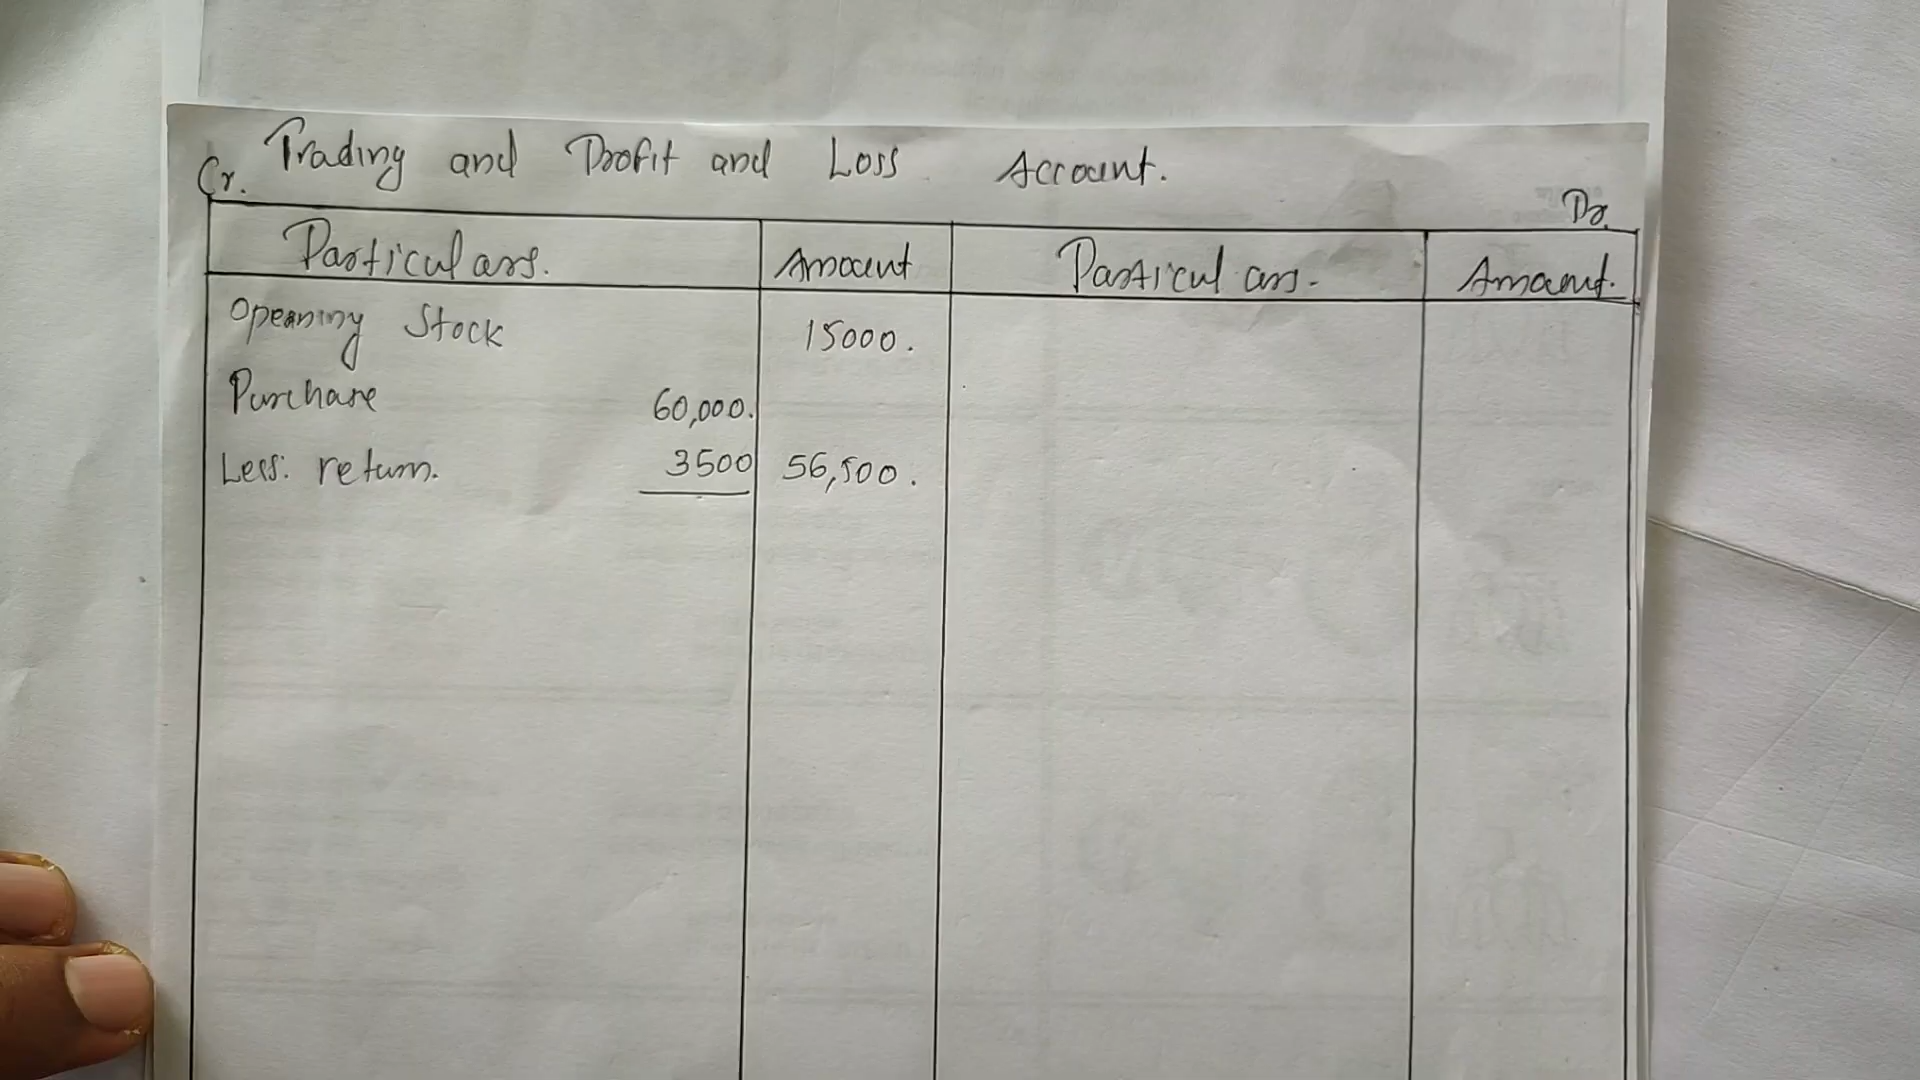 Trading and Profit and Loss Account.
Cr.
Dr.
Particulars. Amount Particulars. Amount.
Opening Stock 15000.
Purchase 60,000.
Less: return. 3500 56,500.